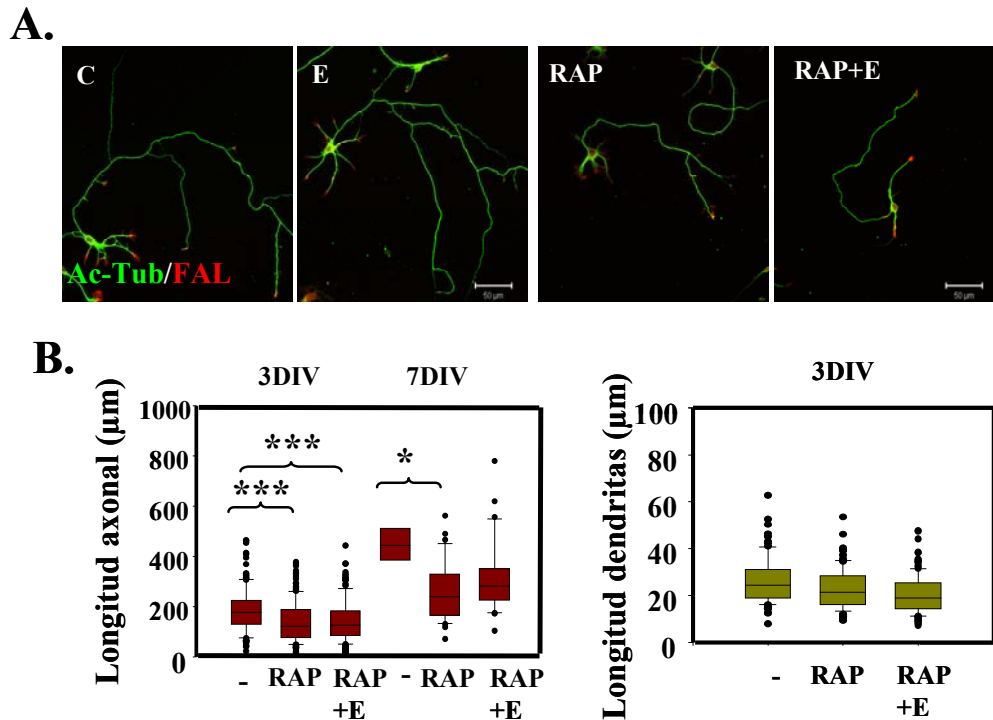 A.
C
E
RAP
RAP+E
Ac-Tub/FAL
50 µm
50 µm
B.
3DIV
7DIV
Longitud axonal (µm)
1000
800
600
400
200
0
***
***
*
-
RAP
RAP
+E
-
RAP
RAP
+E
3DIV
Longitud dendritas (µm)
100
80
60
40
20
0
-
RAP
RAP
+E